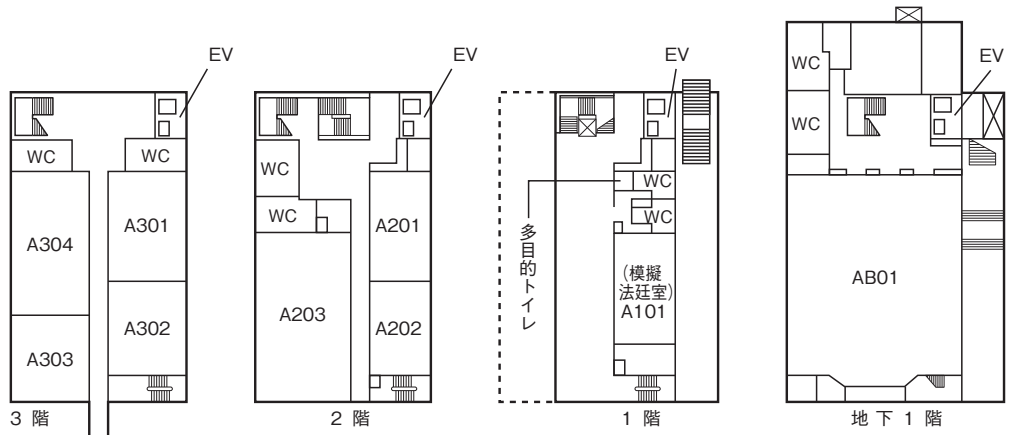 EV
WC
WC
A304
A301
A303
A302
3 階
EV
WC
WC
A201
A203
A202
2 階
EV
WC
WC
多目的トイレ
(模擬
法廷室)
A101
1 階
EV
WC
WC
AB01
地 下 1 階